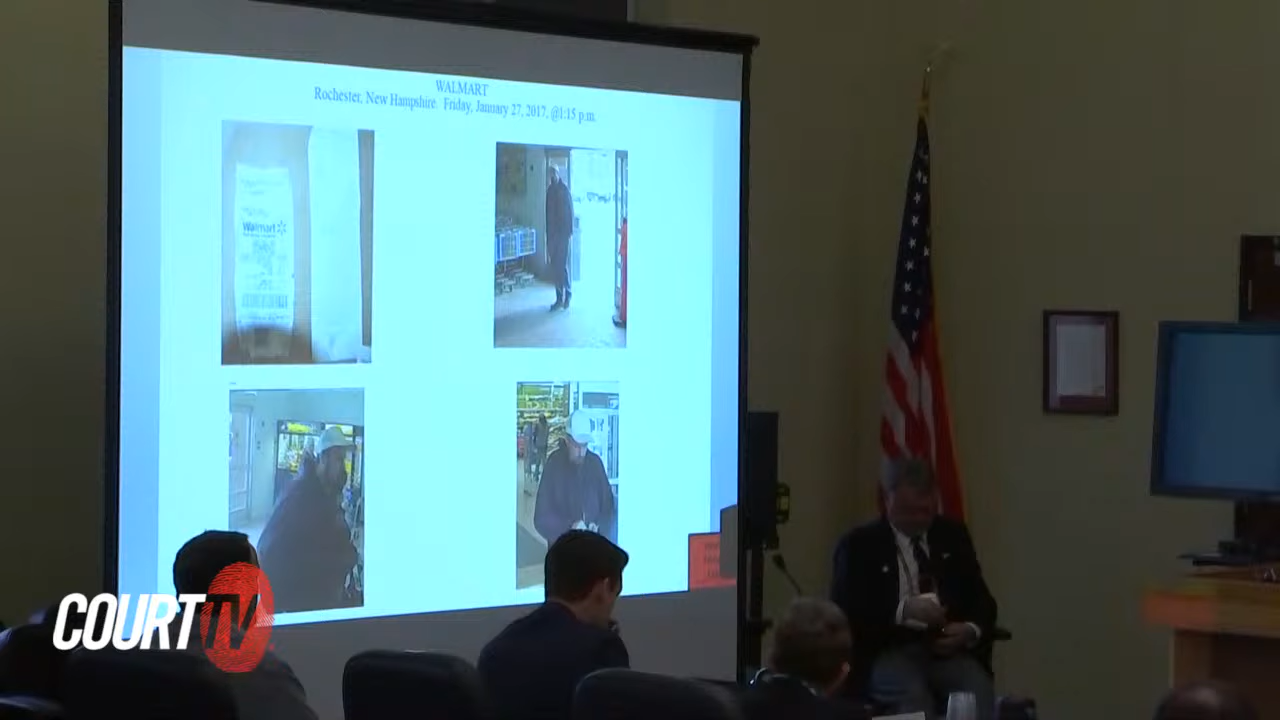 WALMART
Rochester, New Hampshire. Friday, January 27, 2017, @1:15 p.m.
Walmart
COURT TV